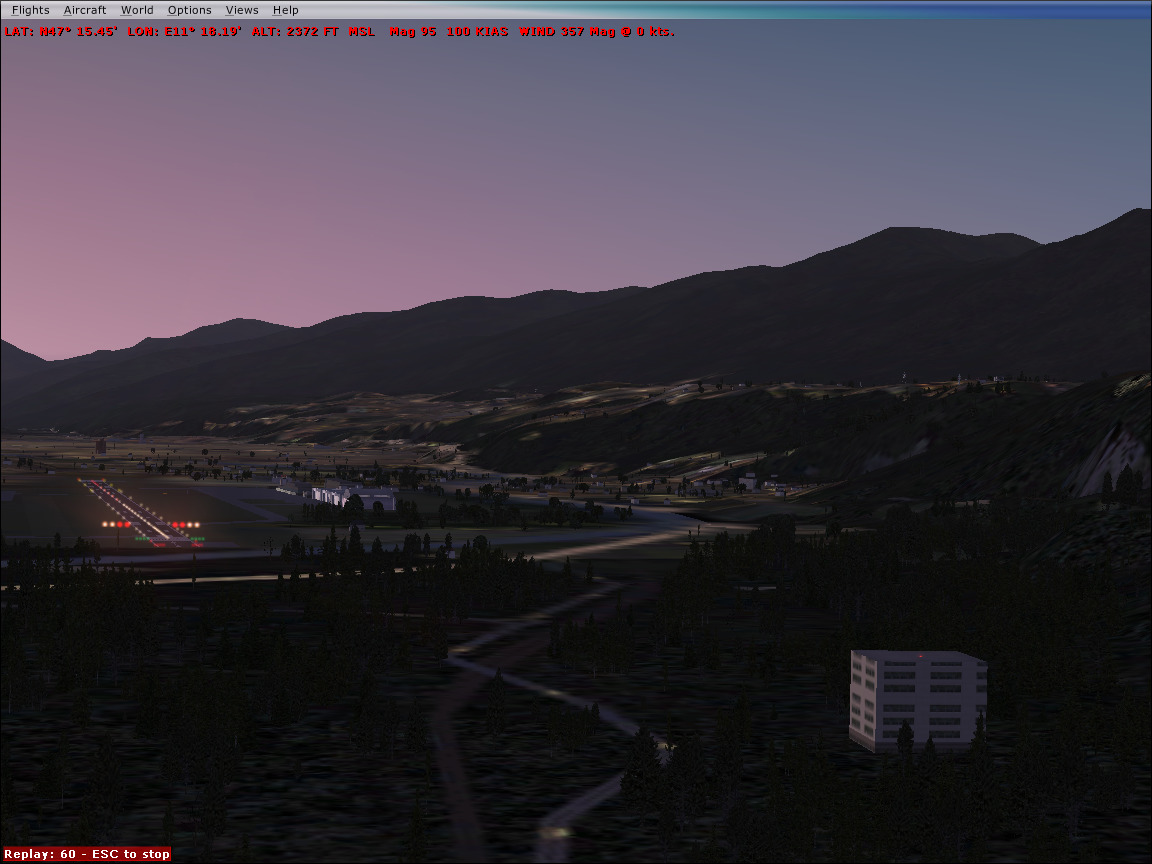 Flights Aircraft World Options Views Help
LAT: N47° 15.45' LON: E11° 18.19' ALT: 2372 FT MSL Mag 95 100 KIAS WIND 357 Mag @ 0 kts.
Replay: 60 - ESC to stop